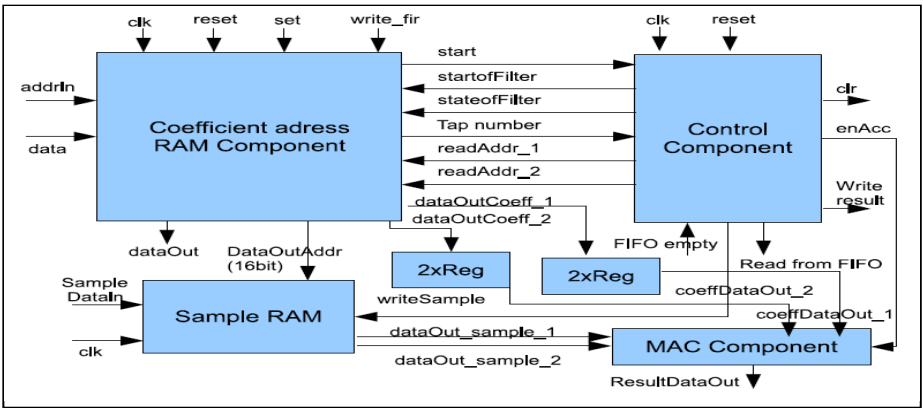 clk
reset
set
write_fir
clk
reset
addrIn
data
Coefficient adress
RAM Component
start
startofFilter
stateofFilter
Tap number
readAddr_1
readAddr_2
Control
Component
clr
enAcc
Write
result
dataOutCoeff_1
dataOutCoeff_2
dataOut
DataOutAddr
(16bit)
FIFO empty
Read from FIFO
2xReg
2xReg
Sample
DataIn
clk
Sample RAM
writeSample
coeffDataOut_2
coeffDataOut_1
dataOut_sample_1
dataOut_sample_2
MAC Component
ResultDataOut